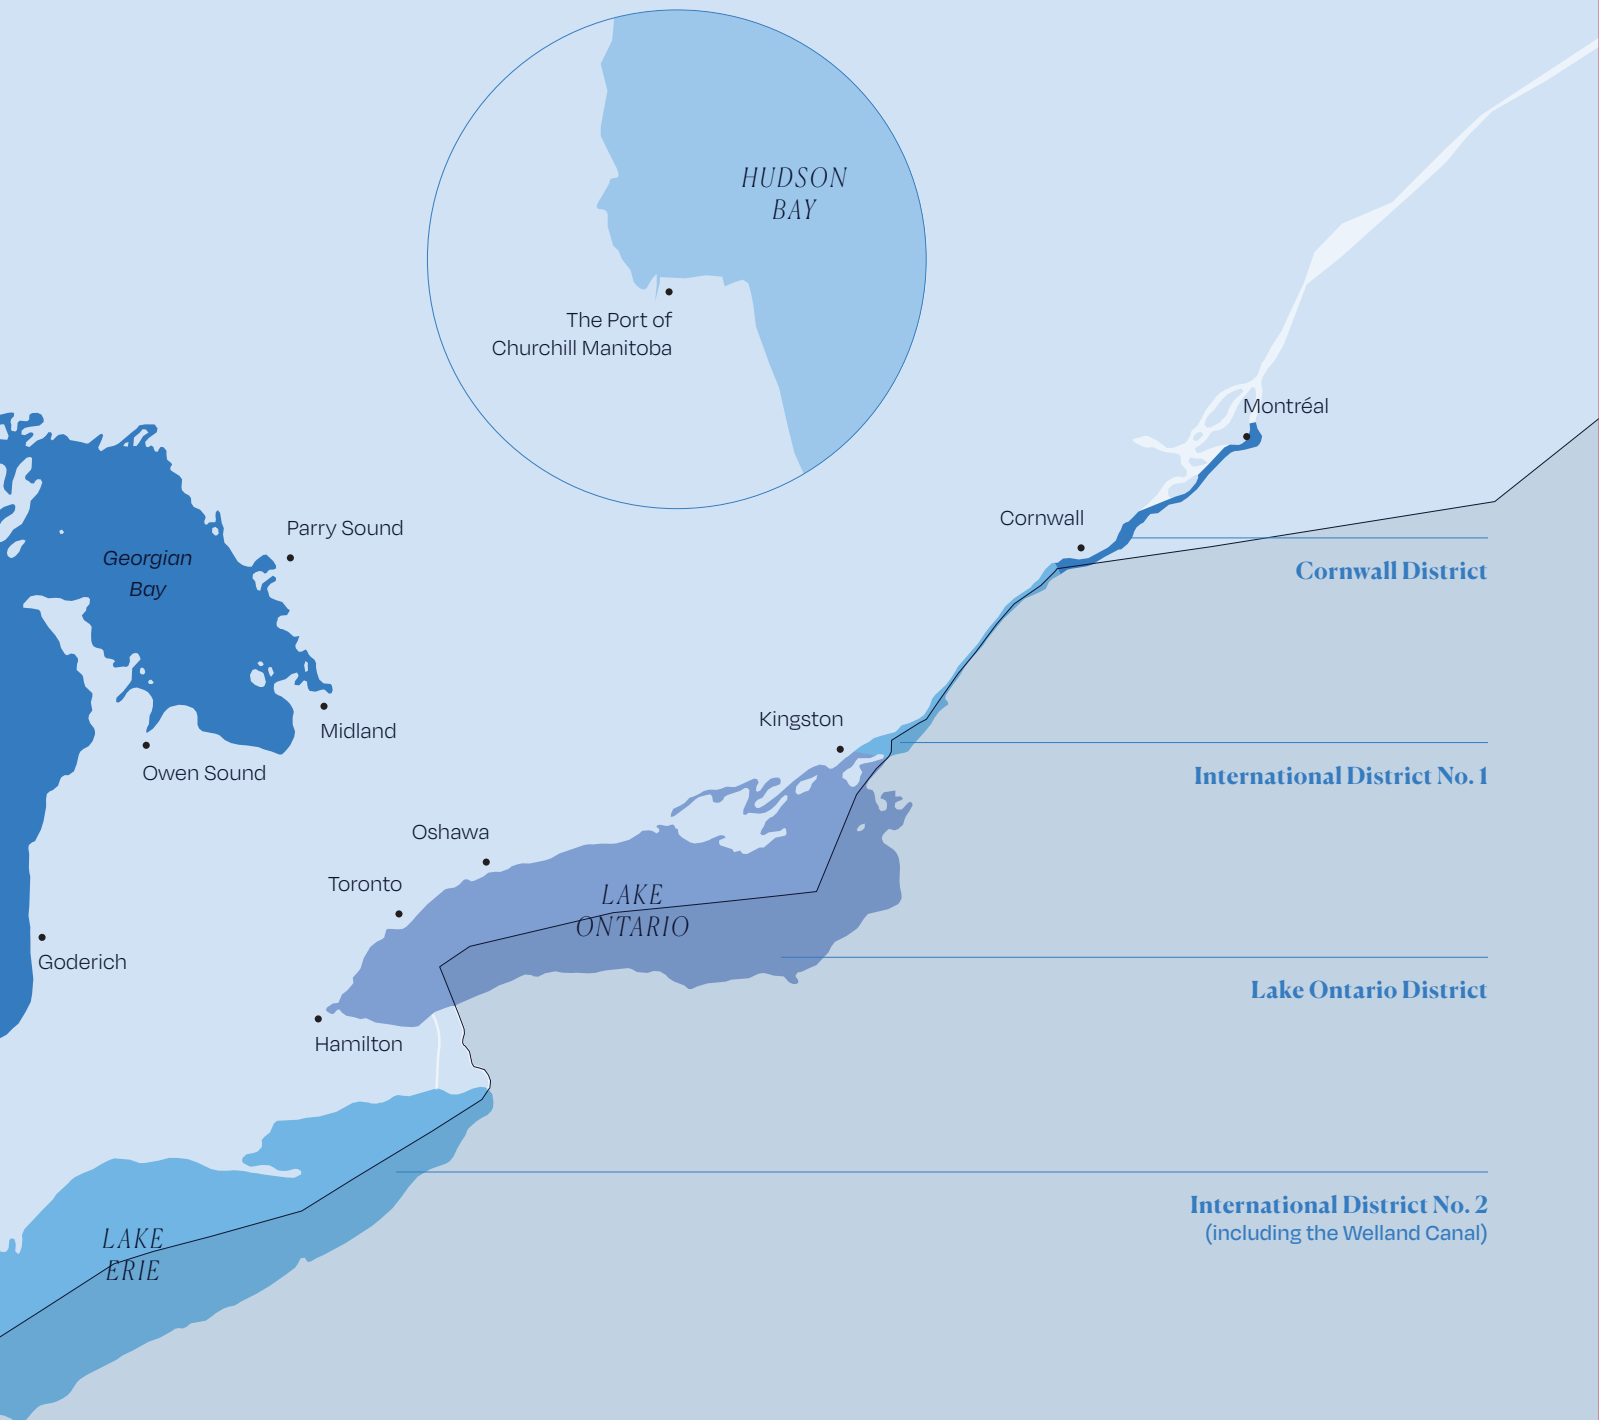 HUDSON
BAY
The Port of
Churchill Manitoba
Montréal
Cornwall
Parry Sound
Georgian
Bay
Cornwall District
Kingston
Midland
Owen Sound
International District No. 1
Oshawa
Toronto
LAKE
ONTARIO
Goderich
Lake Ontario District
Hamilton
International District No. 2
(including the Welland Canal)
LAKE
ERIE